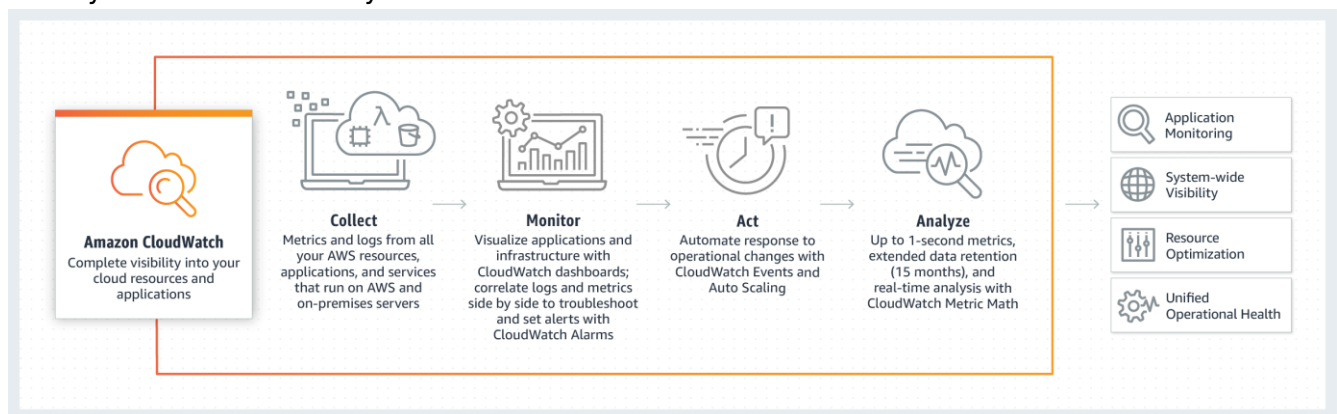 Amazon CloudWatch
Complete visibility into your
cloud resources and
applications
Collect
Metrics and logs from all
your AWS resources,
applications, and services
that run on AWS and
on-premises servers
Monitor
Visualize applications and
infrastructure with
CloudWatch dashboards;
correlate logs and metrics
side by side to troubleshoot
and set alerts with
CloudWatch Alarms
Act
Automate response to
operational changes with
CloudWatch Events and
Auto Scaling
Analyze
Up to 1-second metrics,
extended data retention
(15 months), and
real-time analysis with
CloudWatch Metric Math
Application
Monitoring
System-wide
Visibility
Resource
Optimization
Unified
Operational Health